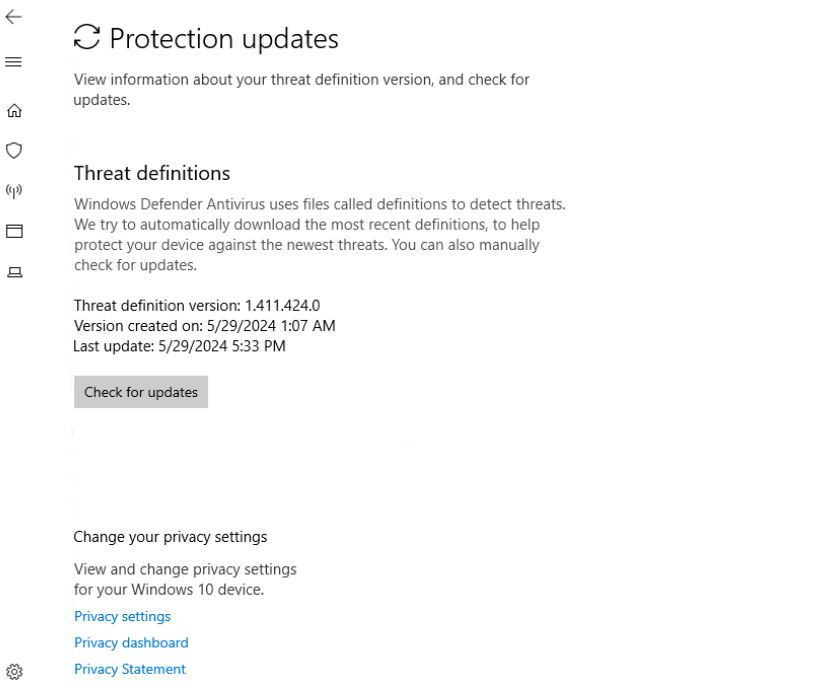 Protection updates
View information about your threat definition version, and check for
updates.
Threat definitions
Windows Defender Antivirus uses files called definitions to detect threats.
We try to automatically download the most recent definitions, to help
protect your device against the newest threats. You can also manually
check for updates.
Threat definition version: 1.411.424.0
Version created on: 5/29/2024 1:07 AM
Last update: 5/29/2024 5:33 PM
Check for updates
Change your privacy settings
View and change privacy settings
for your Windows 10 device.
Privacy settings
Privacy dashboard
Privacy Statement